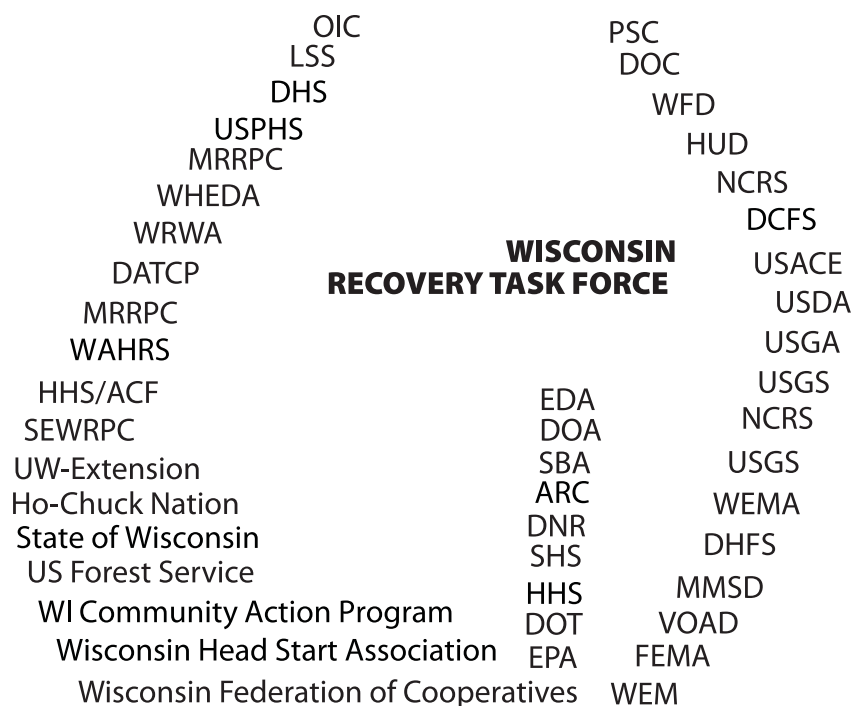 OIC
LSS
DHS
USPHS
MRRPC
WHEDA
WRWA
DATCP
MRRPC
WAHRS
HHS/ACF
SEWRPC
UW-Extension
Ho-Chuck Nation
State of Wisconsin
US Forest Service
WI Community Action Program
Wisconsin Head Start Association
Wisconsin Federation of Cooperatives
WISCONSIN
RECOVERY TASK FORCE
EDA
DOA
SBA
ARC
DNR
SHS
HHS
DOT
EPA
PSC
DOC
WFD
HUD
NCRS
DCFS
USACE
USDA
USGA
USGS
NCRS
USGS
WEMA
DHFS
MMSD
VOAD
FEMA
WEM